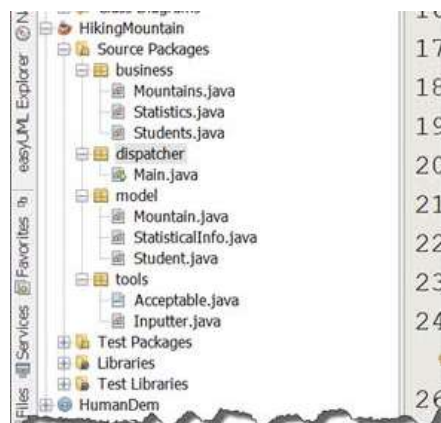 HikingMountain
Source Packages
business
Mountains.java
Statistics.java
Students.java
dispatcher
Main.java
model
Mountain.java
StatisticalInfo.java
Student.java
tools
Acceptable.java
Inputter.java
Test Packages
Libraries
Test Libraries
HumanDem
easyUML Explorer
Favorites
Services
Files
17
18
19
20
21
22
23
24
26